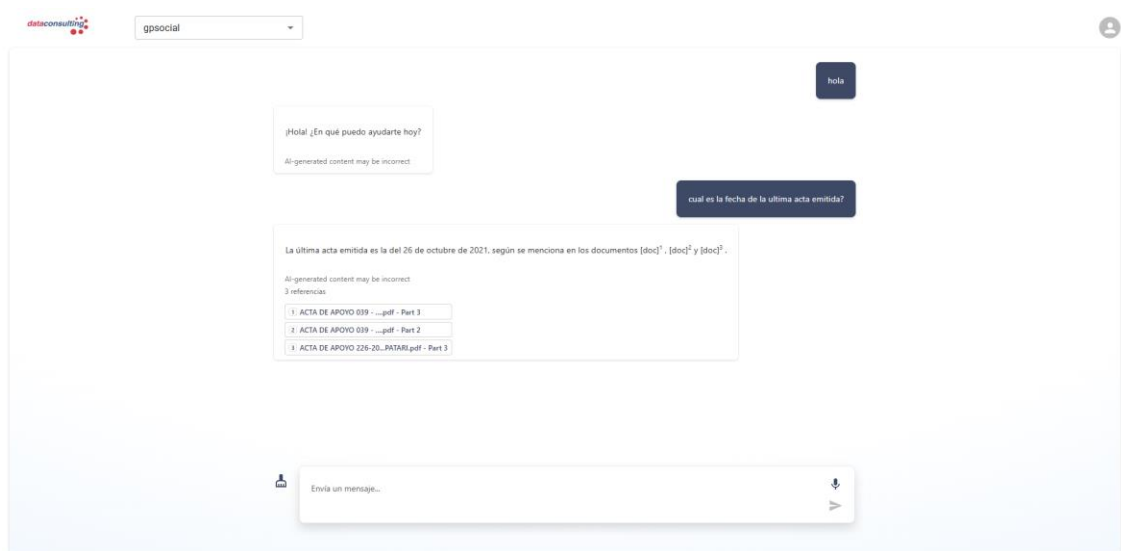 dataconsulting
gpsocial
hola
¡Hola! ¿En qué puedo ayudarte hoy?
AI-generated content may be incorrect
cual es la fecha de la ultima acta emitida?
La última acta emitida es la del 26 de octubre de 2021, según se menciona en los documentos [doc]¹ , [doc]² y [doc]³ .
AI-generated content may be incorrect
3 referencias
1 ACTA DE APOYO 039 - ....pdf - Part 3
2 ACTA DE APOYO 039 - ....pdf - Part 2
3 ACTA DE APOYO 226-20...PATARI.pdf - Part 3
Envía un mensaje...